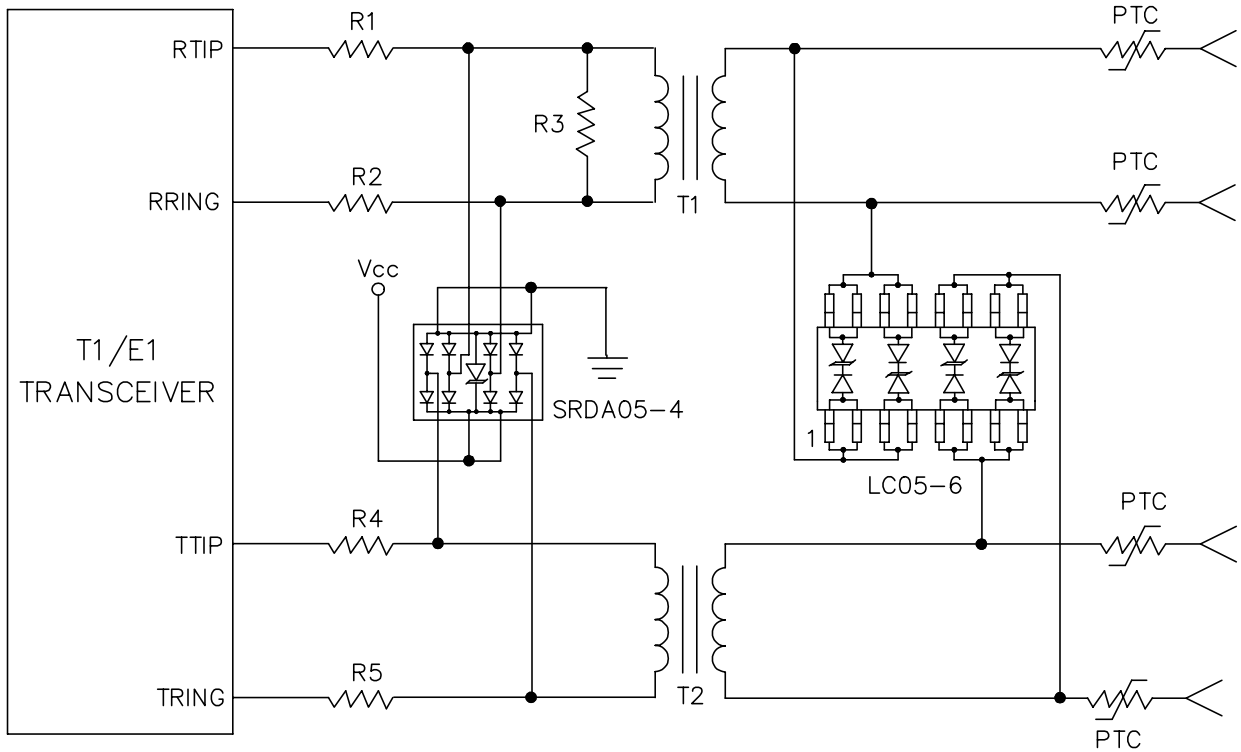 R1
PTC
RTIP
R3
R2
PTC
RRING
T1
Vcc
T1/E1
TRANSCEIVER
SRDA05-4
1
LC05-6
R4
PTC
TTIP
R5
TRING
T2
PTC